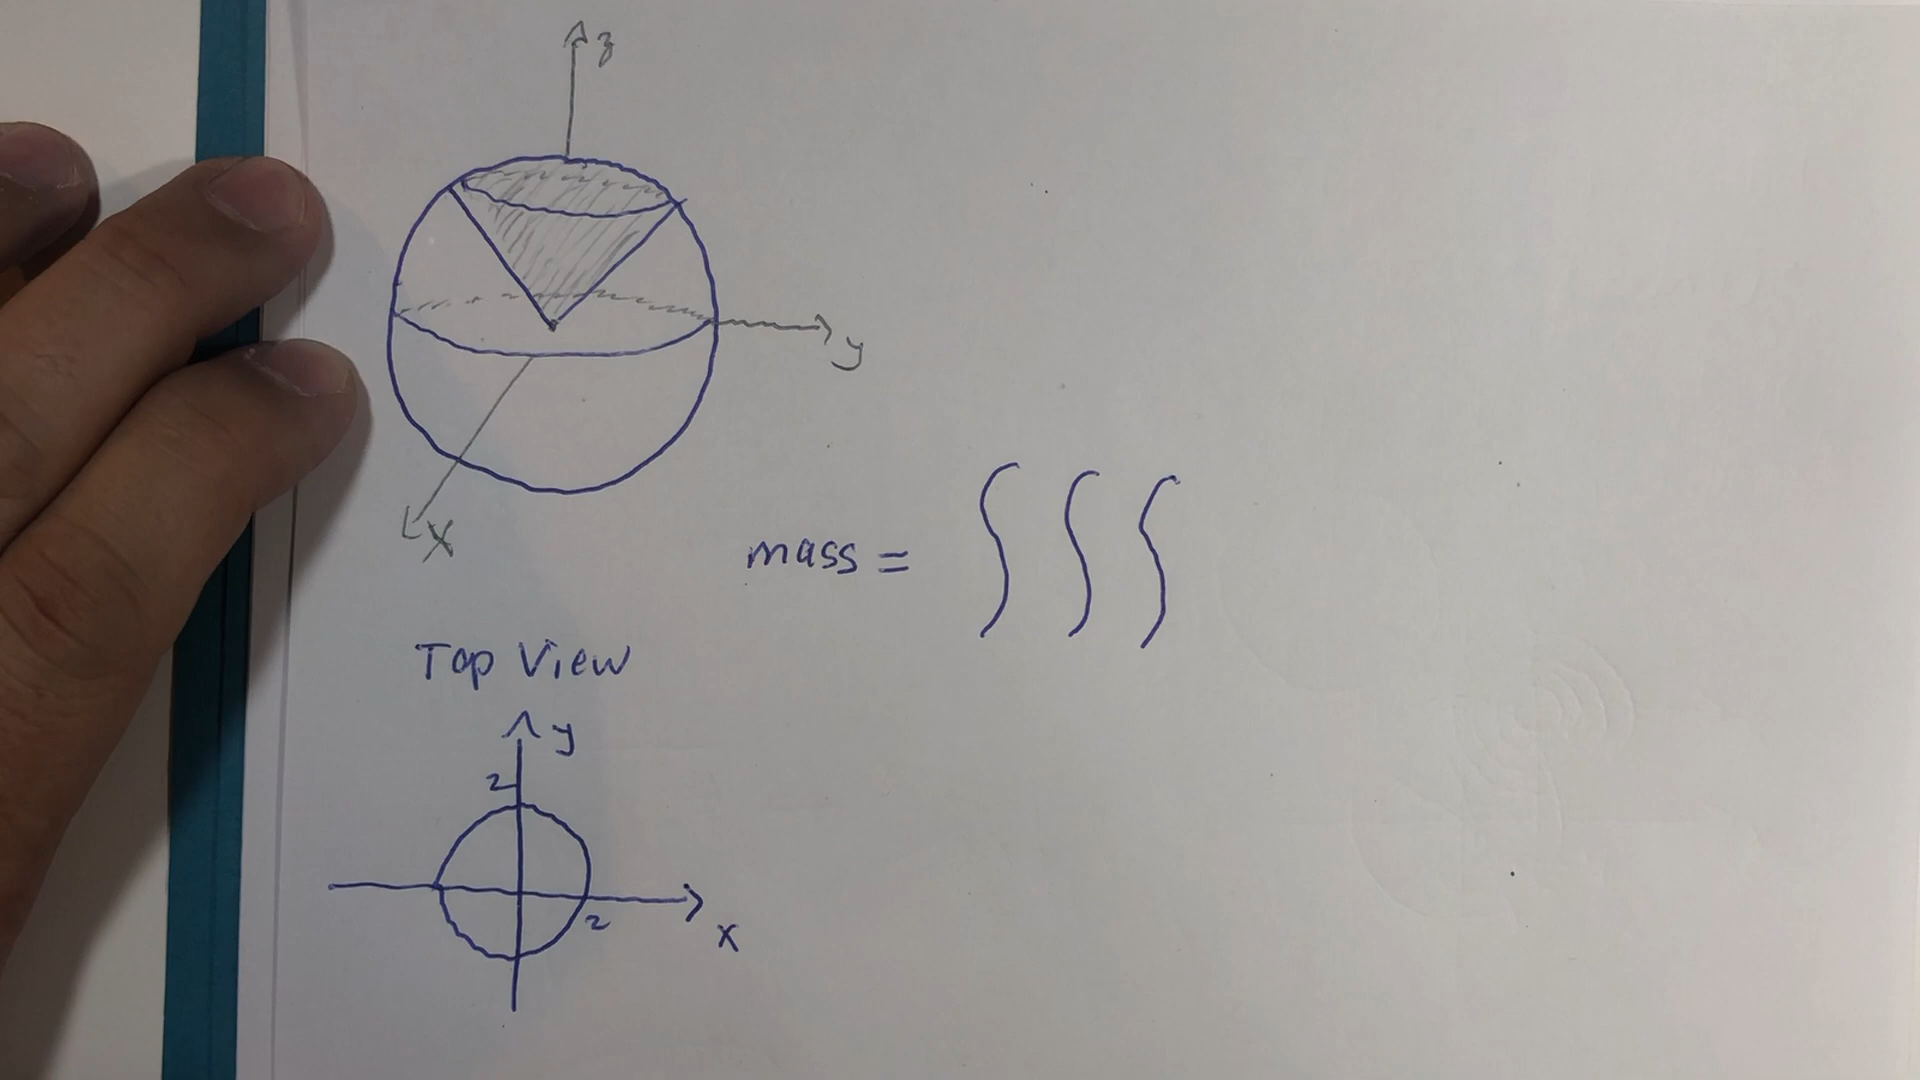 z
y
x
mass = ∫ ∫ ∫
Top View
y
2
2
x